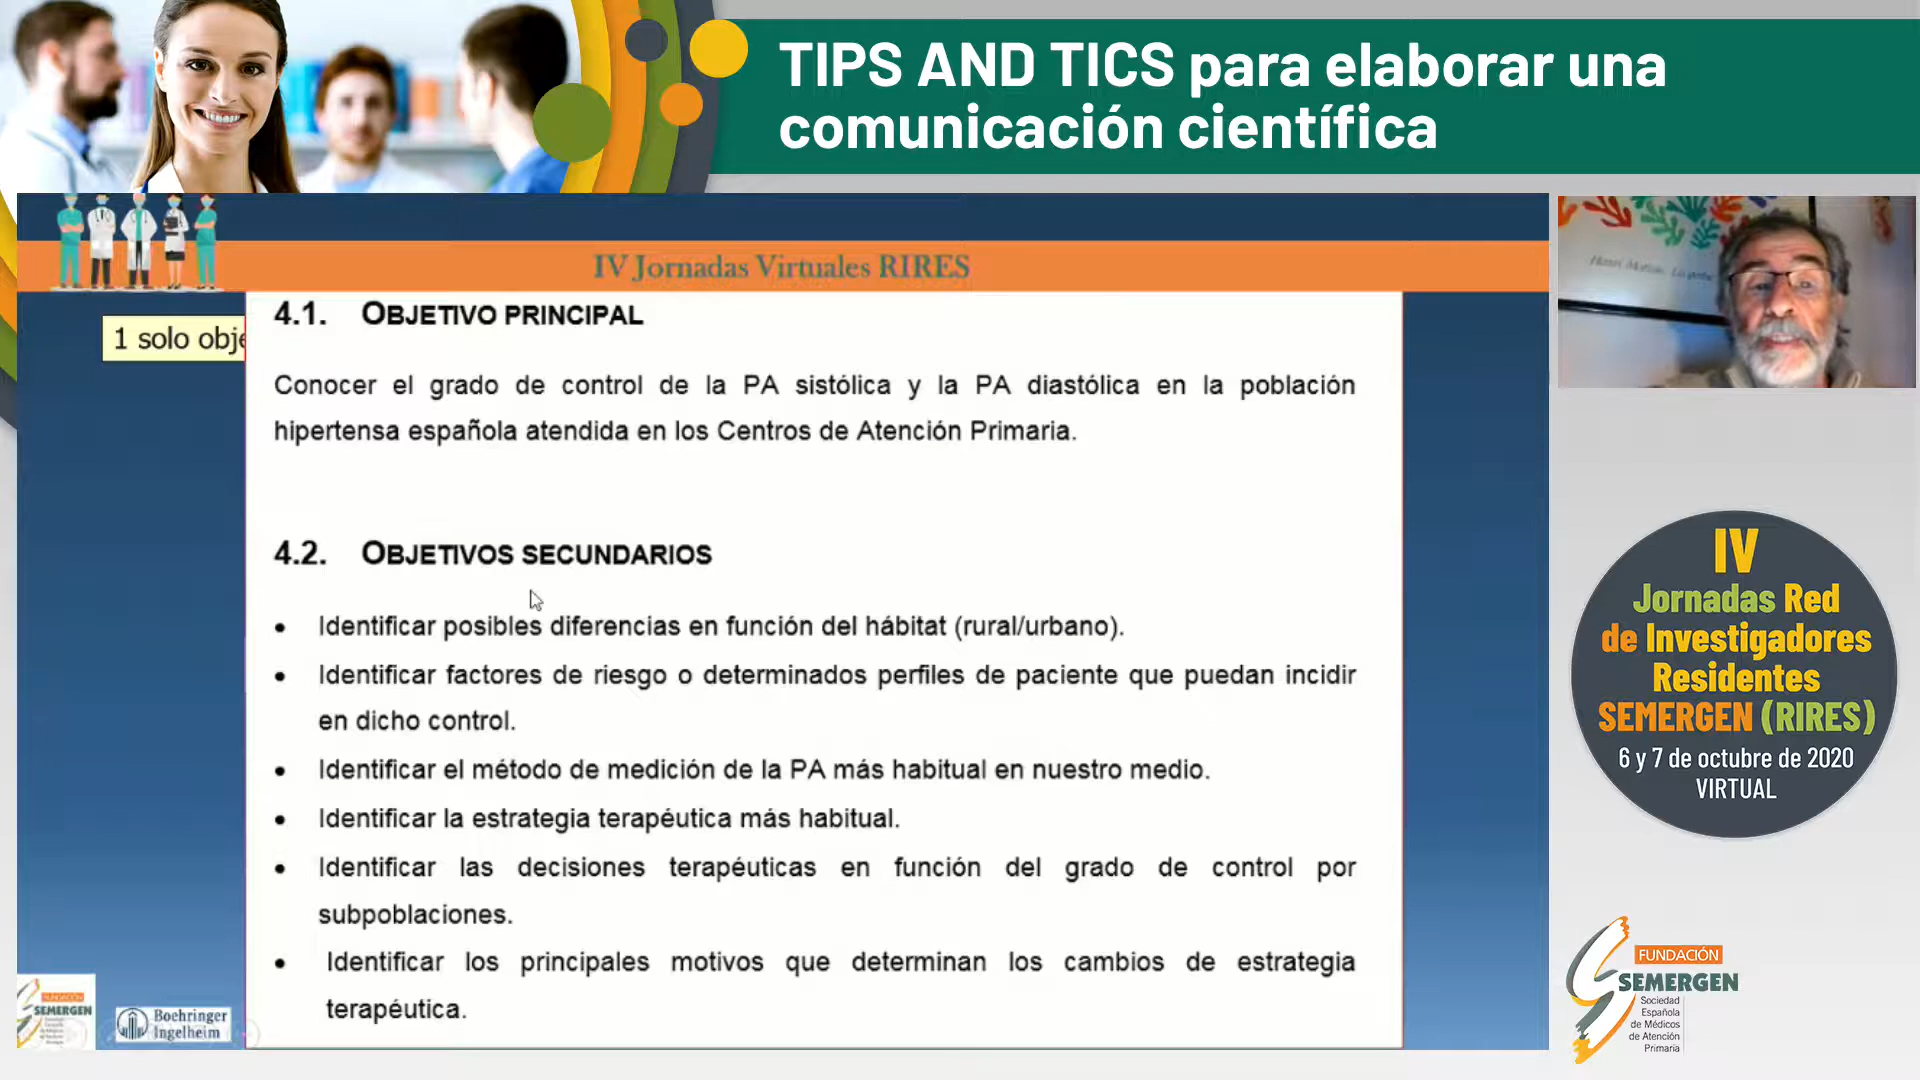 TIPS AND TICS para elaborar una
comunicación científica
IV Jornadas Virtuales RIRES
1 solo obje
4.1. OBJETIVO PRINCIPAL
Conocer el grado de control de la PA sistólica y la PA diastólica en la población
hipertensa española atendida en los Centros de Atención Primaria.
4.2. OBJETIVOS SECUNDARIOS
• Identificar posibles diferencias en función del hábitat (rural/urbano).
• Identificar factores de riesgo o determinados perfiles de paciente que puedan incidir
en dicho control.
• Identificar el método de medición de la PA más habitual en nuestro medio.
• Identificar la estrategia terapéutica más habitual.
• Identificar las decisiones terapéuticas en función del grado de control por
subpoblaciones.
• Identificar los principales motivos que determinan los cambios de estrategia
terapéutica.
FUNDACIÓN
SEMERGEN
Boehringer
Ingelheim
IV
Jornadas Red
de Investigadores
Residentes
SEMERGEN (RIRES)
6 y 7 de octubre de 2020
VIRTUAL
FUNDACIÓN
SEMERGEN
Sociedad
Española
de Médicos
de Atención
Primaria